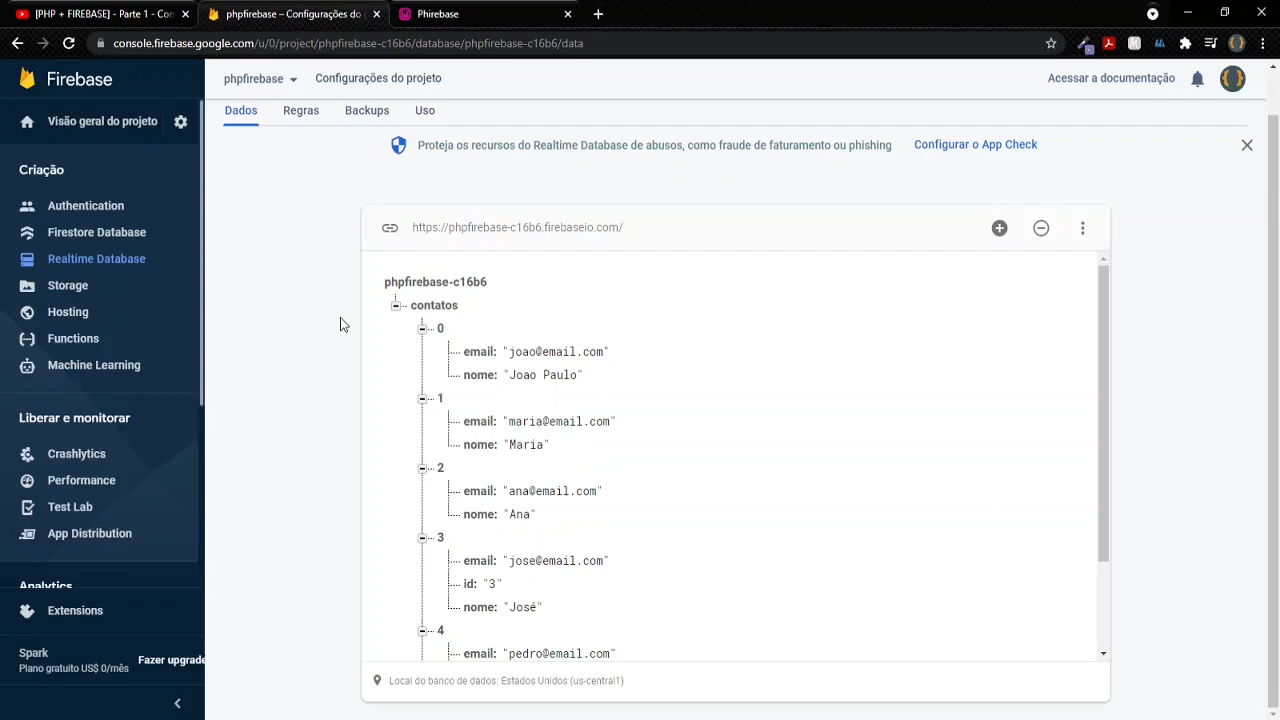 [PHP + FIREBASE] - Parte 1 - Con
phpfirebase – Configurações do p
Phirebase
console.firebase.google.com/u/0/project/phpfirebase-c16b6/database/phpfirebase-c16b6/data
Firebase
phpfirebase
Configurações do projeto
Acessar a documentação
Visão geral do projeto
Dados
Regras
Backups
Uso
Proteja os recursos do Realtime Database de abusos, como fraude de faturamento ou phishing
Configurar o App Check
Criação
Authentication
Firestore Database
Realtime Database
Storage
Hosting
Functions
Machine Learning
Liberar e monitorar
Crashlytics
Performance
Test Lab
App Distribution
Analytics
Extensions
Spark
Plano gratuito US$ 0/mês
Fazer upgrade
https://phpfirebase-c16b6.firebaseio.com/
phpfirebase-c16b6
contatos
0
email: "joao@email.com"
nome: "Joao Paulo"
1
email: "maria@email.com"
nome: "Maria"
2
email: "ana@email.com"
nome: "Ana"
3
email: "jose@email.com"
id: "3"
nome: "José"
4
email: "pedro@email.com"
Local do banco de dados: Estados Unidos (us-central1)